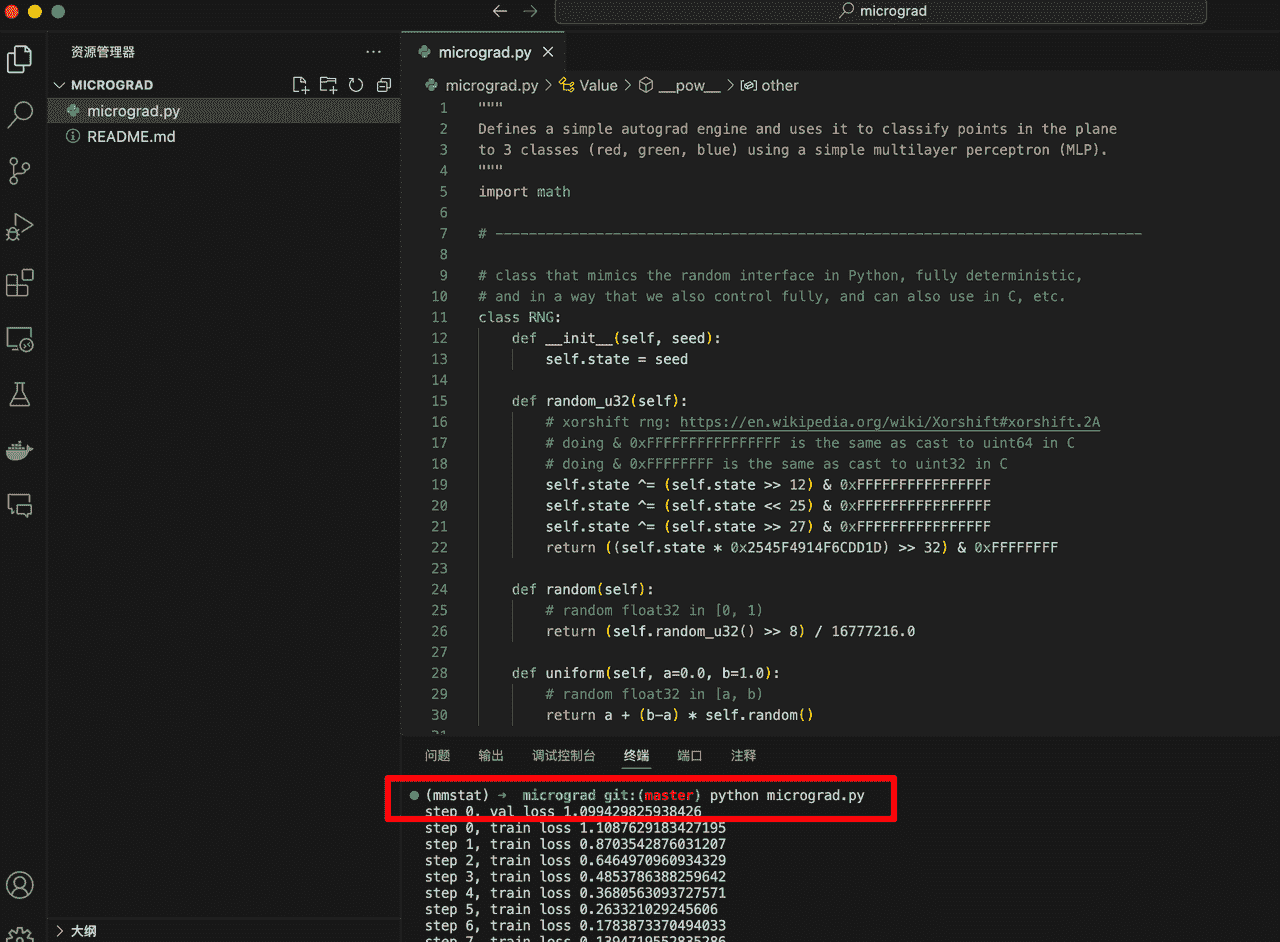 micrograd
资源管理器
MICROGRAD
micrograd.py
README.md
大纲
micrograd.py
micrograd.py > Value > __pow__ > other
1 """
2 Defines a simple autograd engine and uses it to classify points in the plane
3 to 3 classes (red, green, blue) using a simple multilayer perceptron (MLP).
4 """
5 import math
6
7 # -----------------------------------------------------------------------------
8
9 # class that mimics the random interface in Python, fully deterministic,
10 # and in a way that we also control fully, and can also use in C, etc.
11 class RNG:
12 def __init__(self, seed):
13 self.state = seed
14
15 def random_u32(self):
16 # xorshift rng: https://en.wikipedia.org/wiki/Xorshift#xorshift.2A
17 # doing & 0xFFFFFFFFFFFFFFFF is the same as cast to uint64 in C
18 # doing & 0xFFFFFFFF is the same as cast to uint32 in C
19 self.state ^= (self.state >> 12) & 0xFFFFFFFFFFFFFFFF
20 self.state ^= (self.state << 25) & 0xFFFFFFFFFFFFFFFF
21 self.state ^= (self.state >> 27) & 0xFFFFFFFFFFFFFFFF
22 return ((self.state * 0x2545F4914F6CDD1D) >> 32) & 0xFFFFFFFF
23
24 def random(self):
25 # random float32 in [0, 1)
26 return (self.random_u32() >> 8) / 16777216.0
27
28 def uniform(self, a=0.0, b=1.0):
29 # random float32 in [a, b)
30 return a + (b-a) * self.random()
31
问题 输出 调试控制台 终端 端口 注释
(mmstat) → micrograd git:(master) python micrograd.py
step 0, val loss 1.099429825938426
step 0, train loss 1.1087629183427195
step 1, train loss 0.8703542876031207
step 2, train loss 0.6464970960934329
step 3, train loss 0.4853786388259642
step 4, train loss 0.3680563093727571
step 5, train loss 0.263321029245606
step 6, train loss 0.1783873370494033
step 7, train loss 0.1394719552835286